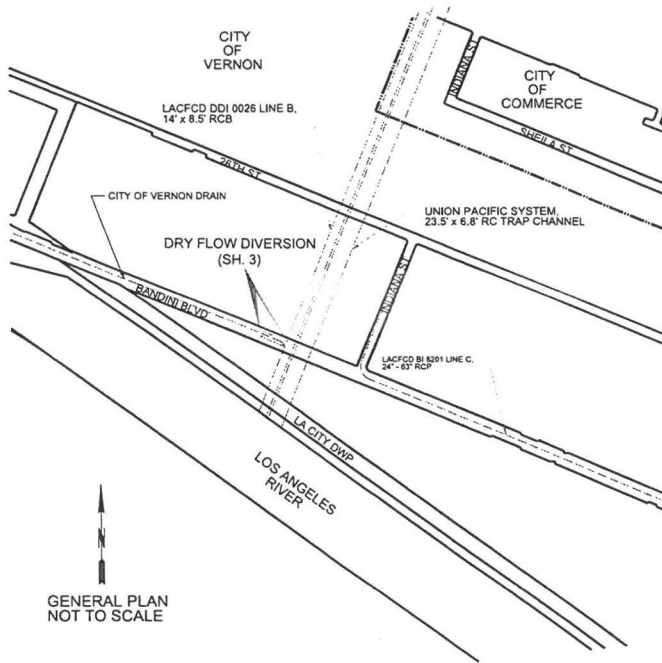 CITY
OF
VERNON
INDIANA ST
CITY
OF
COMMERCE
LACFCD DDI 0026 LINE B,
14' x 8.5' RCB
SHEILA ST
26TH ST
CITY OF VERNON DRAIN
UNION PACIFIC SYSTEM,
23.5' x 6.8' RC TRAP CHANNEL
DRY FLOW DIVERSION
(SH. 3)
INDIANA ST
BANDINI BLVD
LACFCD BI 8201 LINE C,
24" - 63" RCP
LA CITY DWP
LOS ANGELES
RIVER
N
GENERAL PLAN
NOT TO SCALE